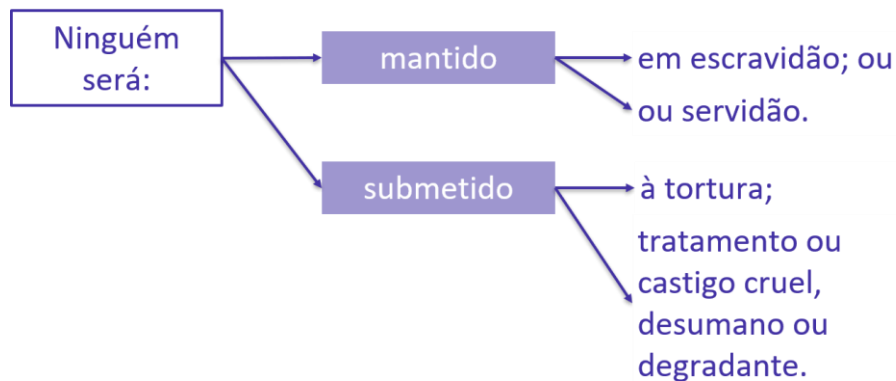 Ninguém
será:
mantido
em escravidão; ou
ou servidão.
submetido
à tortura;
tratamento ou
castigo cruel,
desumano ou
degradante.